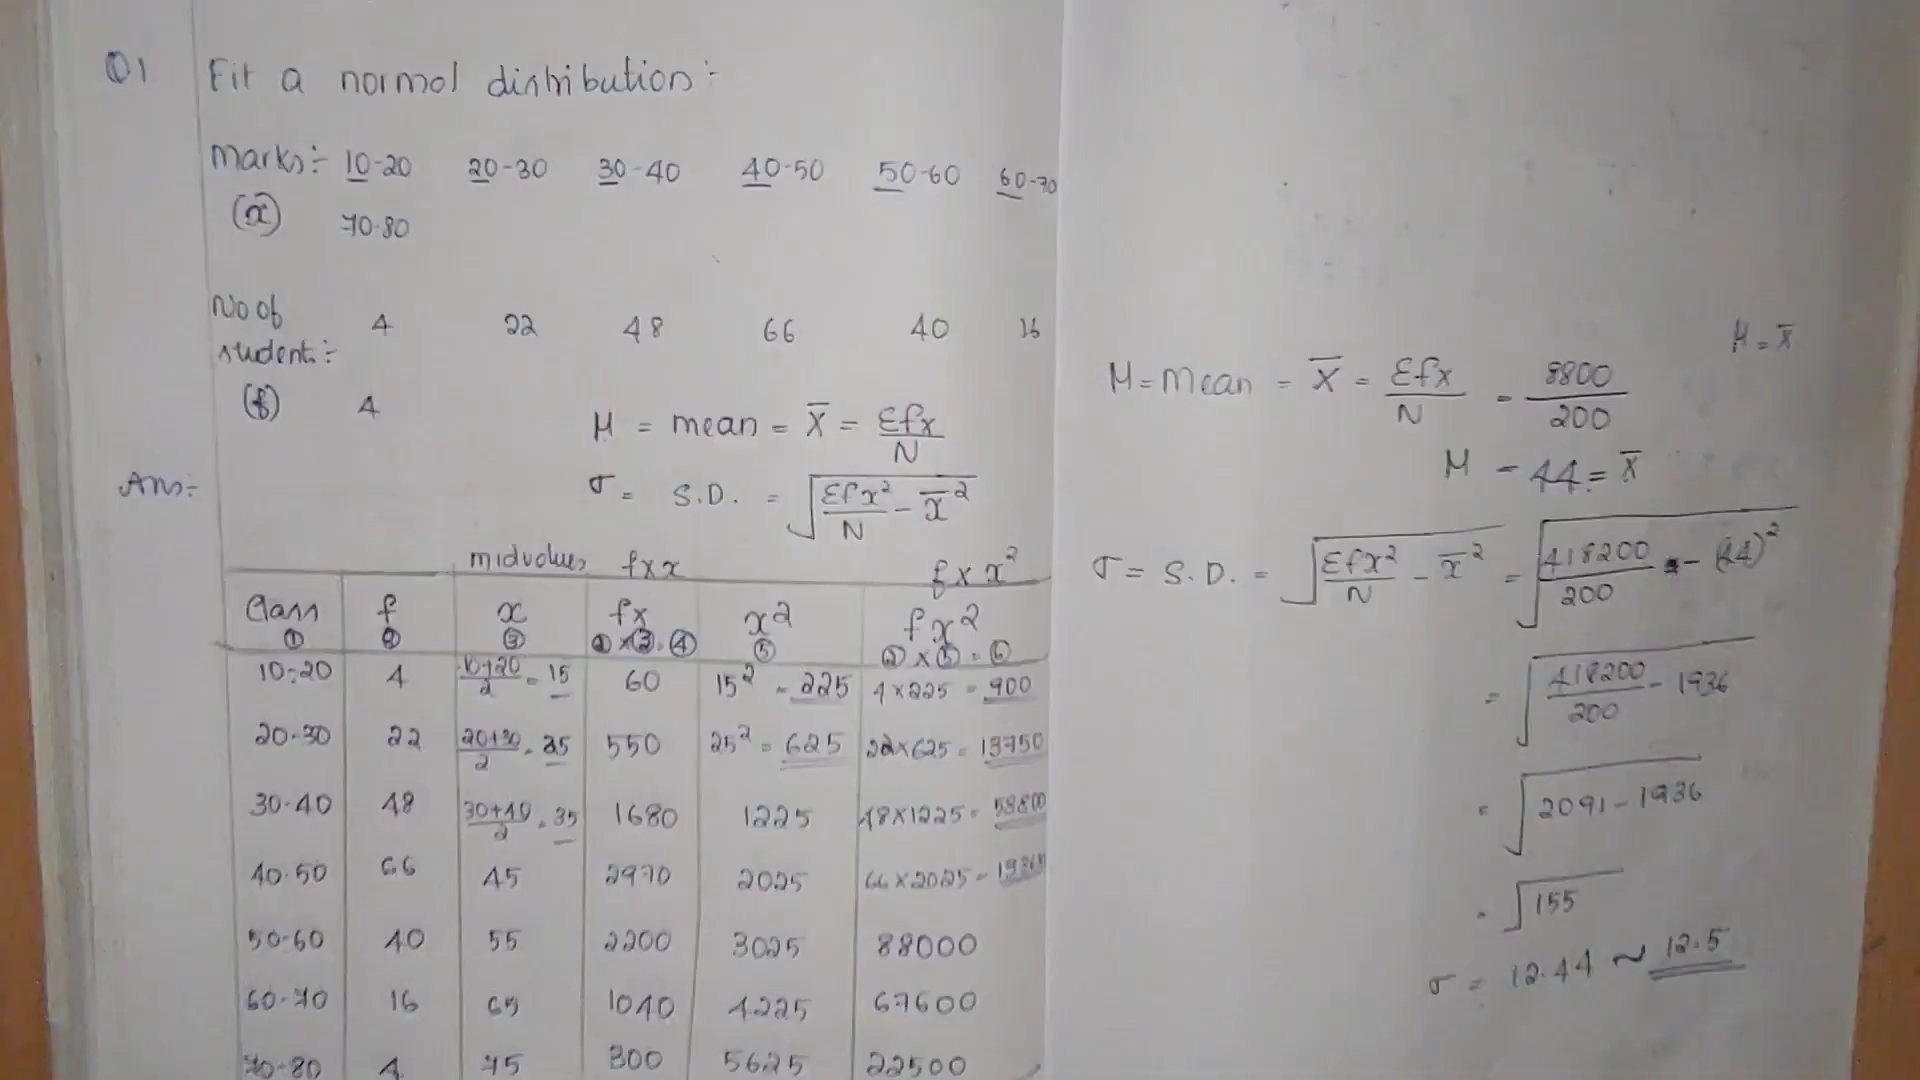 Q1 Fit a normal distribution:-
Marks:- 10-20 20-30 30-40 40-50 50-60 60-70
(x) 70-80
No of 4 22 48 66 40 16
student:-
(f) 4
M = mean = X̅ = Σfx/N
Ans:- σ = S.D. = √(Σfx²/N - x̅²)
midvalues f×x f×x²
Class f x fx x² fx²
① ② ③ ②×③=④ ⑤ ②×⑤=⑥
10-20 4 10+20/2 = 15 60 15² = 225 4×225 = 900
20-30 22 20+30/2 = 25 550 25² = 625 22×625 = 13750
30-40 48 30+40/2 = 35 1680 1225 48×1225 = 58800
40-50 66 45 2970 2025 66×2025 =
50-60 40 55 2200 3025 88000
60-70 16 65 1040 4225 67600
70-80 4 75 300 5625 22500
M = x̅
M = Mean = X̅ = Σfx/N = 8800/200
M = 44 = X̅
σ = S.D. = √(Σfx²/N - x̅²) = √(418200/200 - (44)²)
= √(418200/200 - 1936)
= √(2091 - 1936)
= √155
σ = 12.44 ~ 12.5